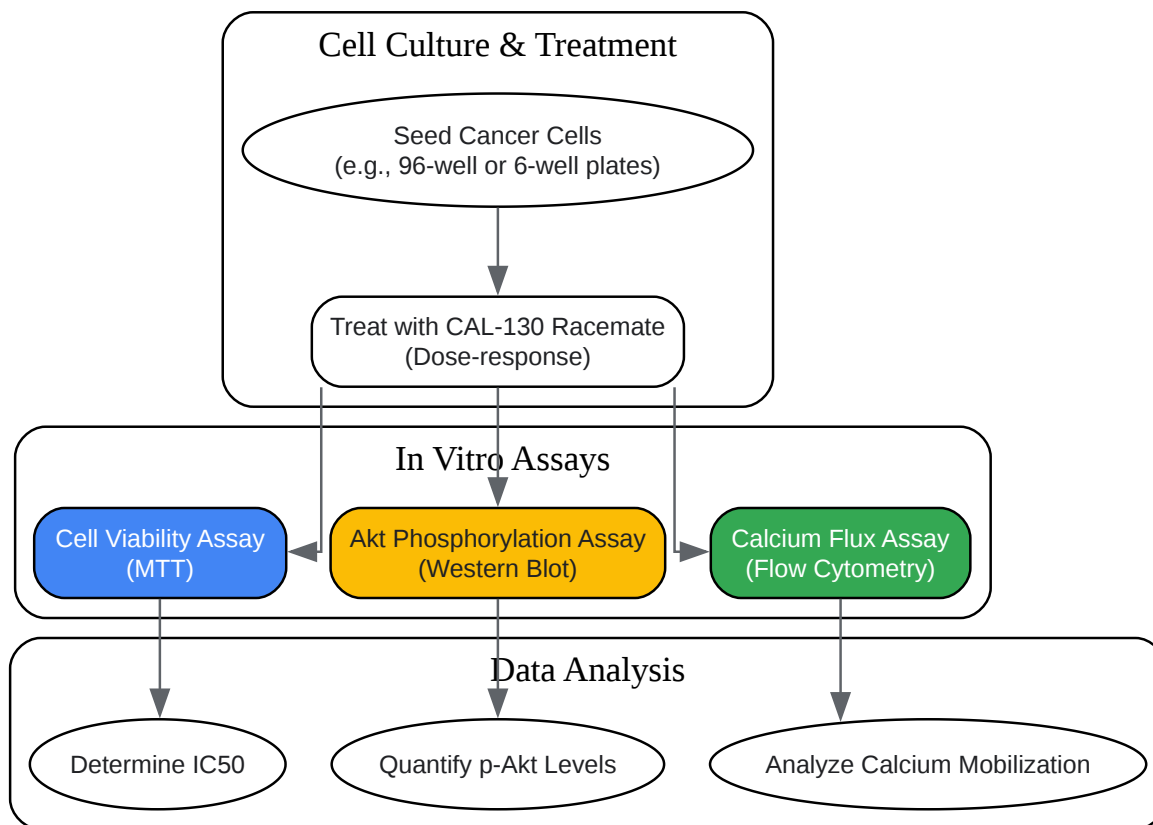 Cell Culture & Treatment
Seed Cancer Cells
(e.g., 96-well or 6-well plates)
Treat with CAL-130 Racemate
(Dose-response)
In Vitro Assays
Cell Viability Assay
(MTT)
Akt Phosphorylation Assay
(Western Blot)
Calcium Flux Assay
(Flow Cytometry)
Data Analysis
Determine IC50
Quantify p-Akt Levels
Analyze Calcium Mobilization